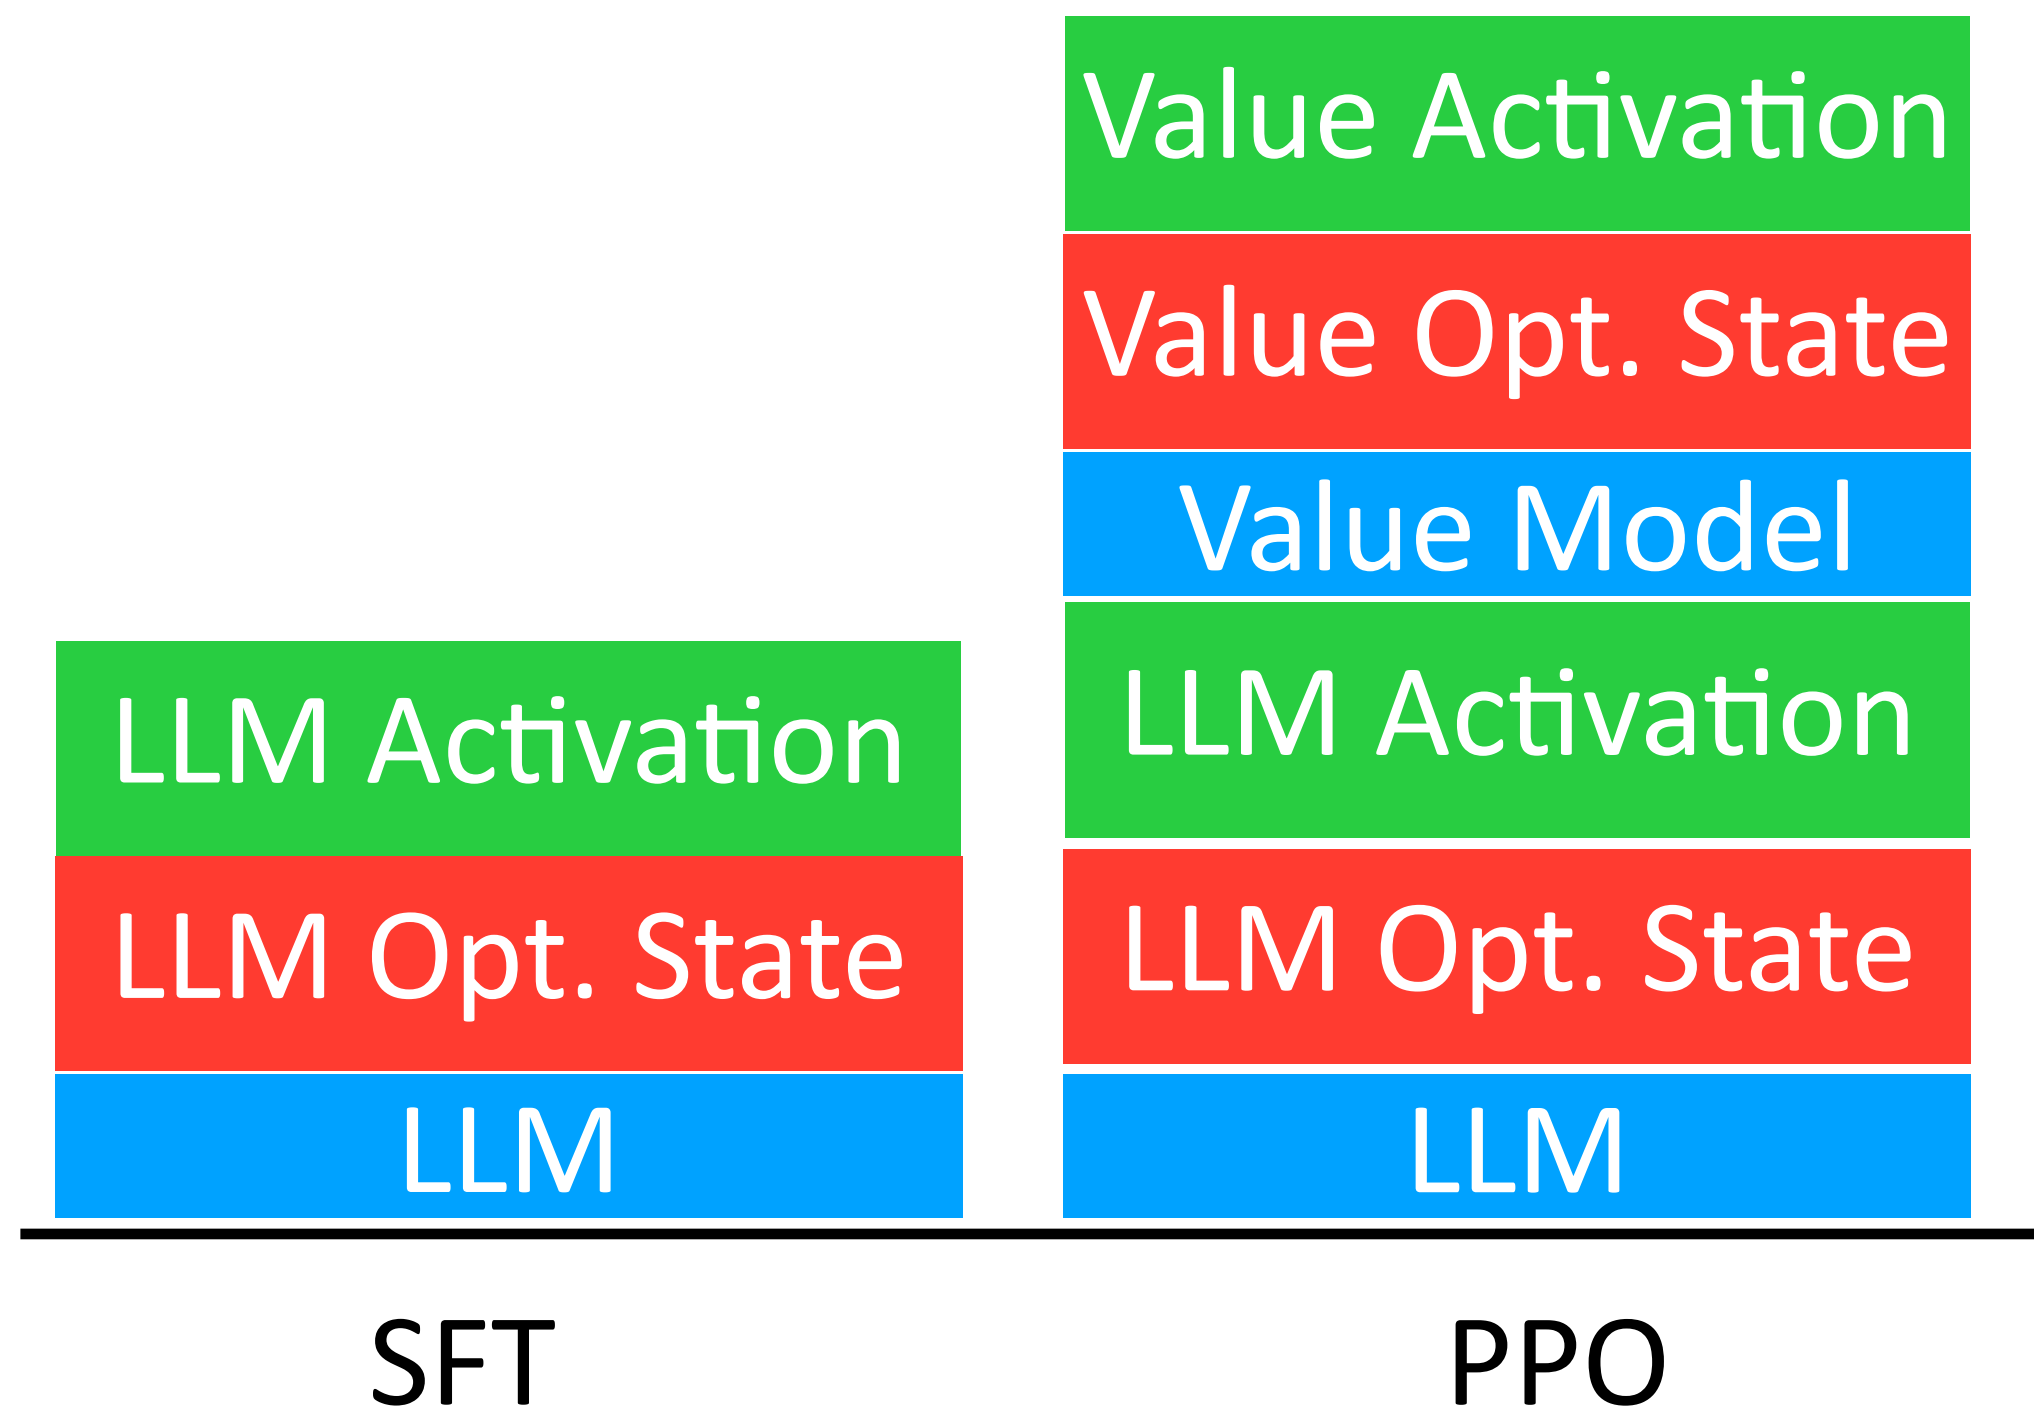 Value Activation
Value Opt. State
Value Model
LLM Activation
LLM Opt. State
LLM
LLM Activation
LLM Opt. State
LLM
SFT
PPO